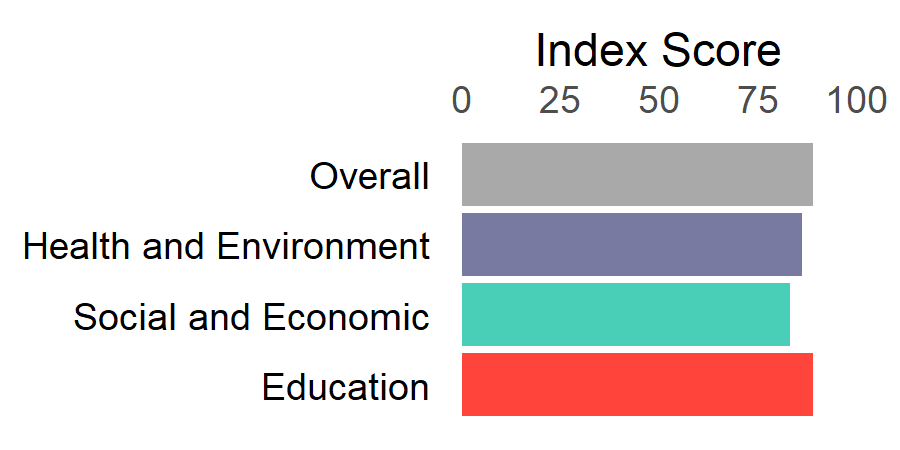 Index Score
0 25 50 75 100
Overall
Health and Environment
Social and Economic
Education